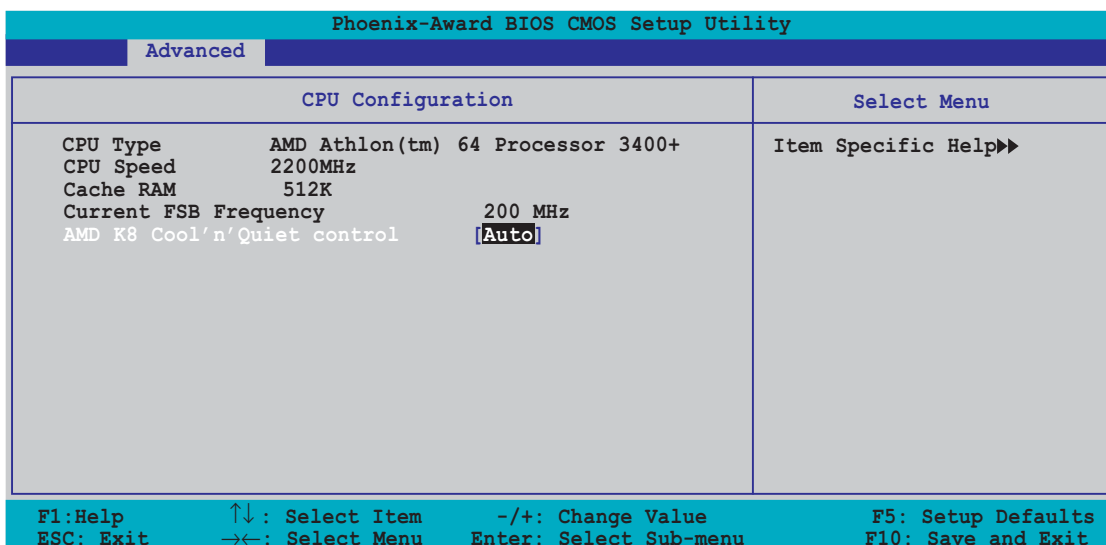 Phoenix-Award BIOS CMOS Setup Utility
Advanced
CPU Configuration
Select Menu
CPU Type AMD Athlon(tm) 64 Processor 3400+
Item Specific Help▶▶
CPU Speed 2200MHz
Cache RAM 512K
Current FSB Frequency 200 MHz
AMD K8 Cool'n'Quiet control [Auto]
F1:Help ↑↓: Select Item -/+: Change Value F5: Setup Defaults
ESC: Exit →←: Select Menu Enter: Select Sub-menu F10: Save and Exit